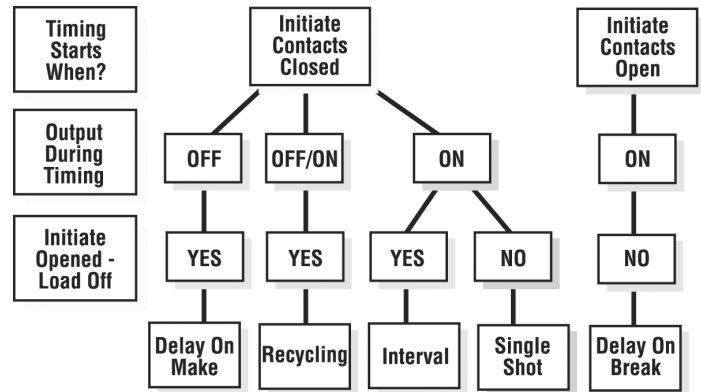 Timing
Starts
When?
Initiate
Contacts
Closed
Initiate
Contacts
Open
Output
During
Timing
OFF
OFF/ON
ON
ON
Initiate
Opened -
Load Off
YES
YES
YES
NO
NO
Delay On
Make
Recycling
Interval
Single
Shot
Delay On
Break